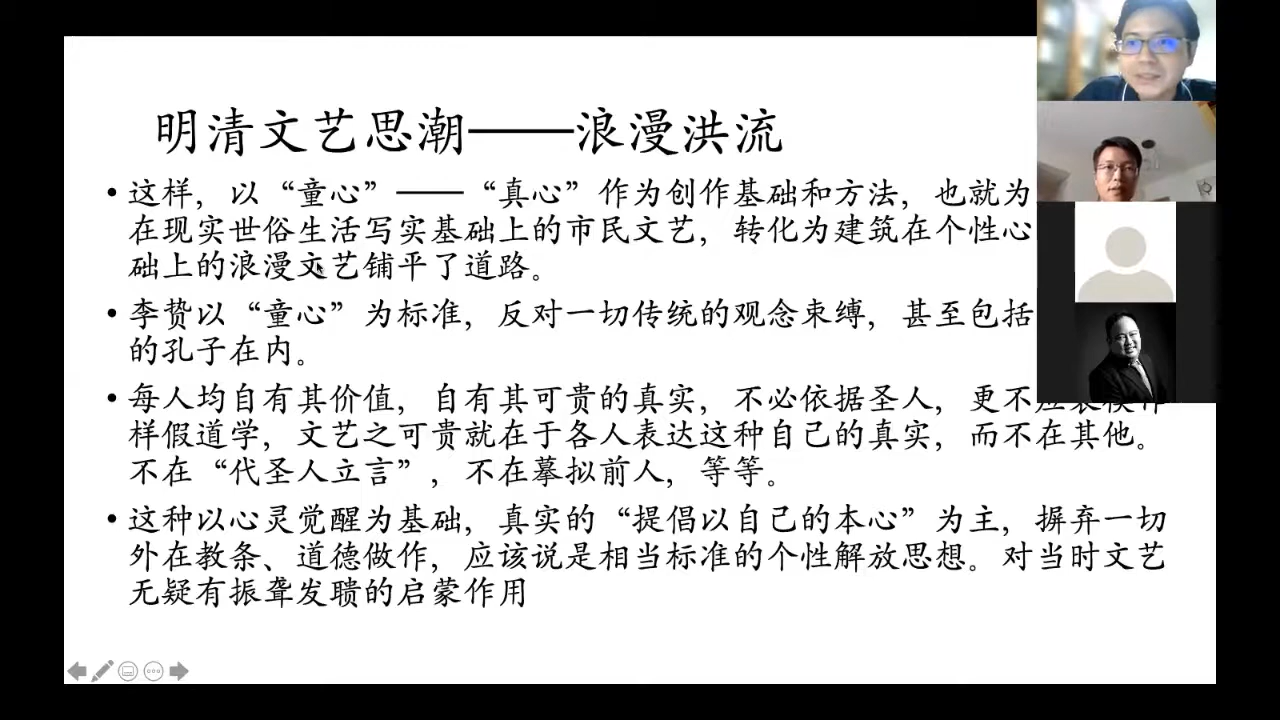 明清文艺思潮——浪漫洪流
• 这样，以“童心”——“真心”作为创作基础和方法，也就为
在现实世俗生活写实基础上的市民文艺，转化为建筑在个性心
础上的浪漫文艺铺平了道路。
• 李贽以“童心”为标准，反对一切传统的观念束缚，甚至包括
的孔子在内。
• 每人均自有其价值，自有其可贵的真实，不必依据圣人，更不
样假道学，文艺之可贵就在于各人表达这种自己的真实，而不在其他。
不在“代圣人立言”，不在摹拟前人，等等。
• 这种以心灵觉醒为基础，真实的“提倡以自己的本心”为主，摒弃一切
外在教条、道德做作，应该说是相当标准的个性解放思想。对当时文艺
无疑有振聋发聩的启蒙作用